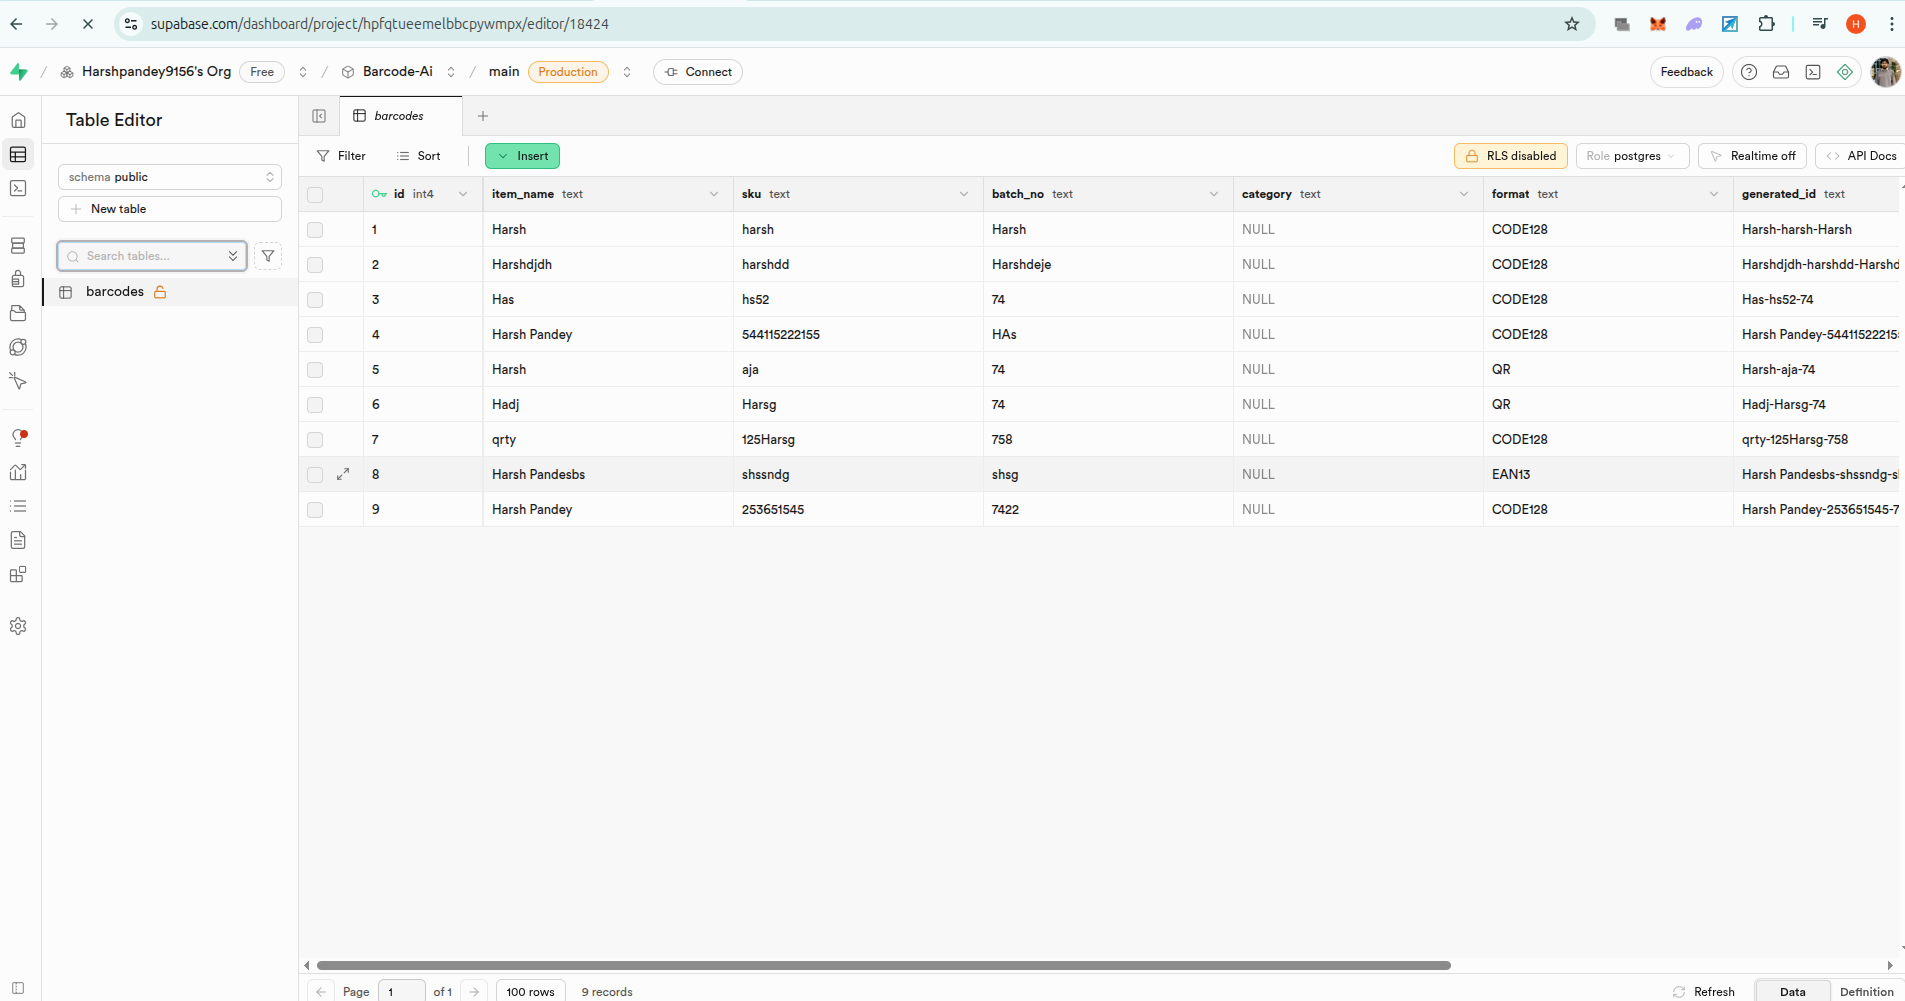 supabase.com/dashboard/project/hpfqtueemelbbcpywmpx/editor/18424
H
Harshpandey9156's Org Free / Barcode-Ai / main Production Connect Feedback
Table Editor
barcodes
Filter Sort Insert RLS disabled Role postgres Realtime off API Docs
schema public
New table
Search tables...
barcodes
id int4 item_name text sku text batch_no text category text format text generated_id text
1 Harsh harsh Harsh NULL CODE128 Harsh-harsh-Harsh
2 Harshdjdh harshdd Harshdeje NULL CODE128 Harshdjdh-harshdd-Harshd
3 Has hs52 74 NULL CODE128 Has-hs52-74
4 Harsh Pandey 544115222155 HAs NULL CODE128 Harsh Pandey-544115222155
5 Harsh aja 74 NULL QR Harsh-aja-74
6 Hadj Harsg 74 NULL QR Hadj-Harsg-74
7 qrty 125Harsg 758 NULL CODE128 qrty-125Harsg-758
8 Harsh Pandesbs shssndg shsg NULL EAN13 Harsh Pandesbs-shssndg-sl
9 Harsh Pandey 253651545 7422 NULL CODE128 Harsh Pandey-253651545-7
Page 1 of 1 100 rows 9 records Refresh Data Definition